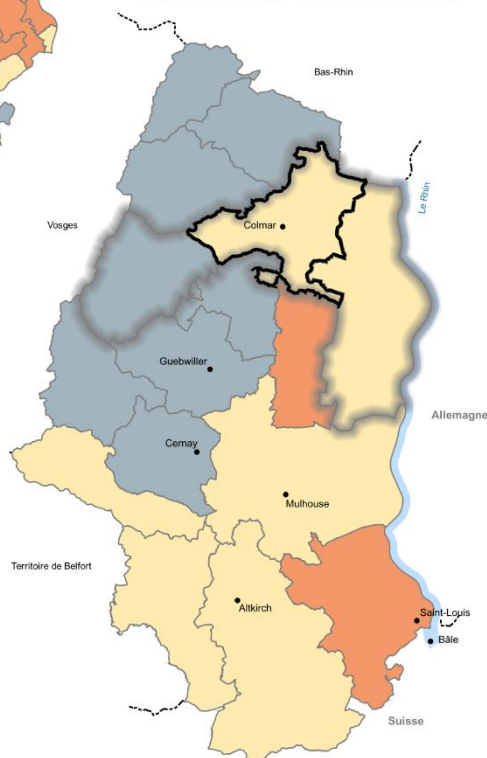 Bas-Rhin
Le Rhin
Vosges
Colmar
Guebwiller
Allemagne
Cernay
Mulhouse
Territoire de Belfort
Altkirch
Saint-Louis
Bâle
Suisse